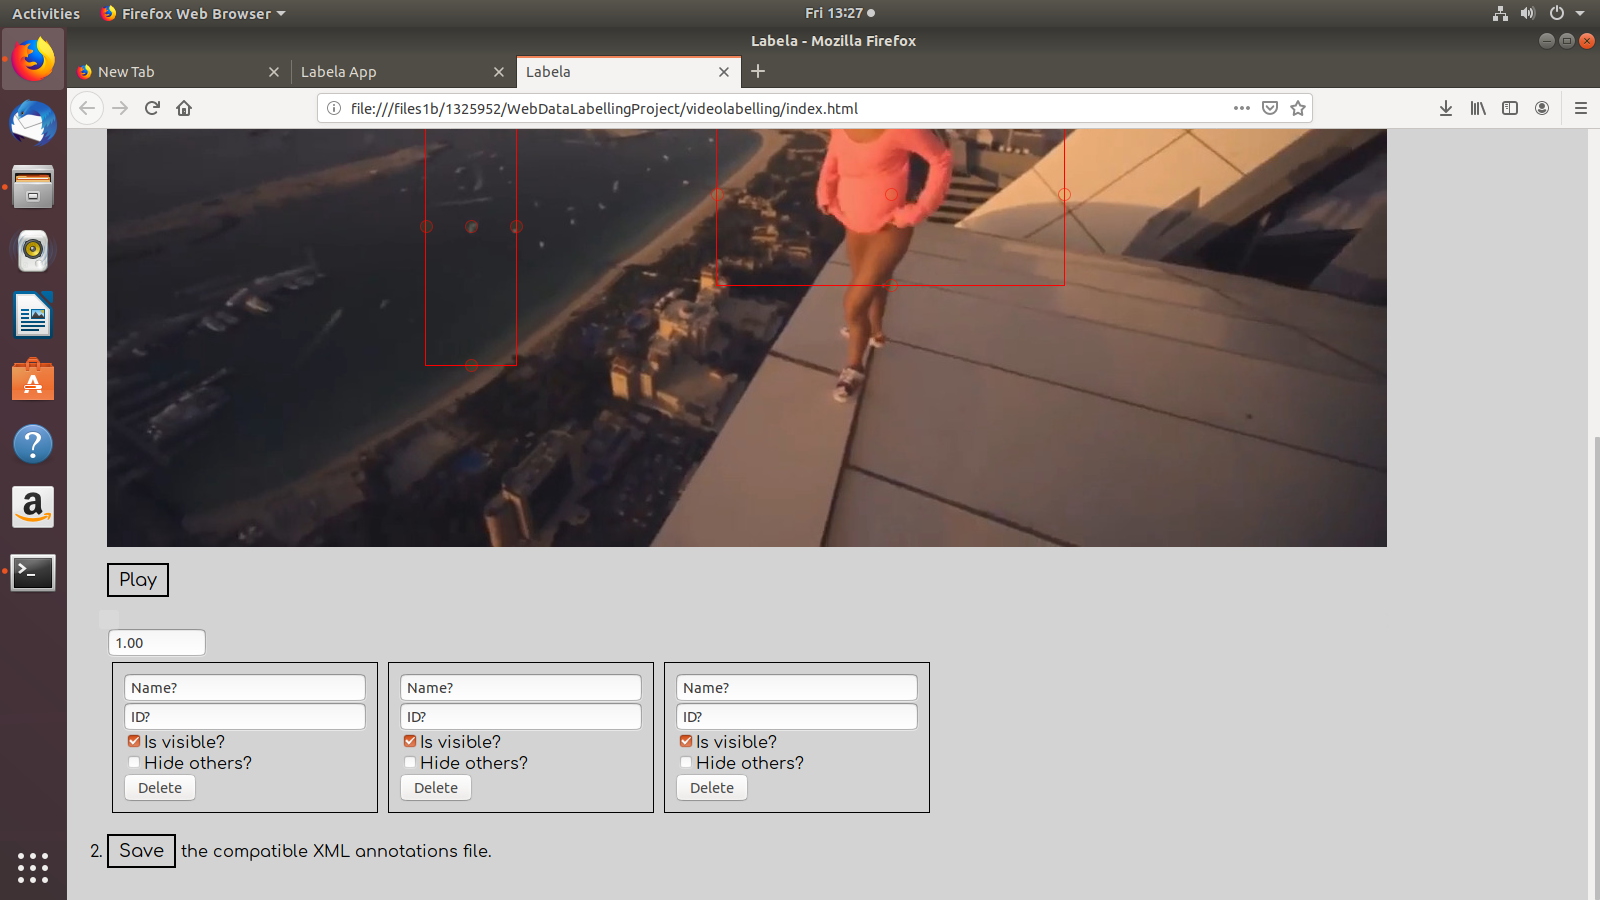 Activities Firefox Web Browser Fri 13:27
Labela - Mozilla Firefox
New Tab Labela App Labela
file:///files1b/1325952/WebDataLabellingProject/videolabelling/index.html
Play
1.00
Name? Name? Name?
ID? ID? ID?
Is visible? Is visible? Is visible?
Hide others? Hide others? Hide others?
Delete Delete Delete
2. Save the compatible XML annotations file.